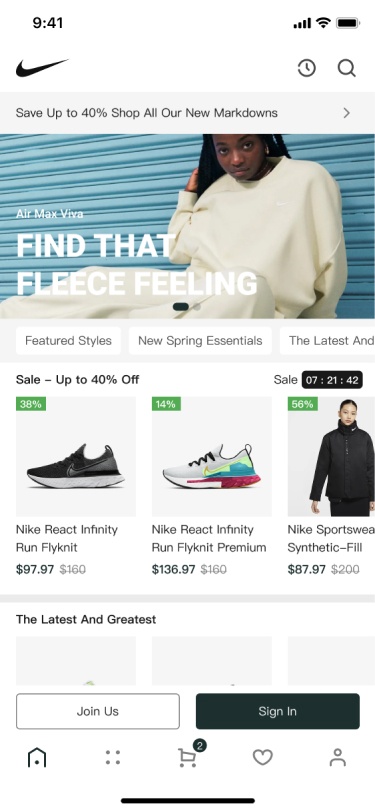 9:41
Save Up to 40% Shop All Our New Markdowns
Air Max Viva
FIND THAT
FLEECE FEELING
Featured Styles New Spring Essentials The Latest And
Sale – Up to 40% Off Sale 07 : 21 : 42
38% 14% 56%
Nike React Infinity Nike React Infinity Nike Sportswea
Run Flyknit Run Flyknit Premium Synthetic–Fill
$97.97 $160 $136.97 $160 $87.97 $200
The Latest And Greatest
Join Us Sign In
2